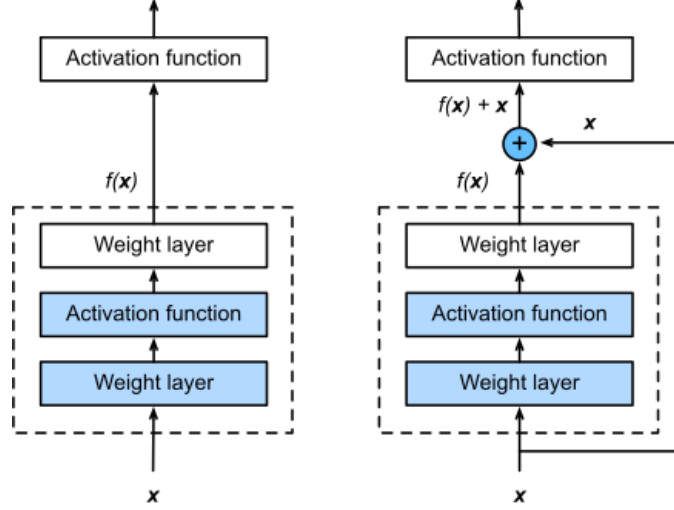 Activation function
f(x)
Weight layer
Activation function
Weight layer
x
Activation function
f(x) + x
x
+
f(x)
Weight layer
Activation function
Weight layer
x